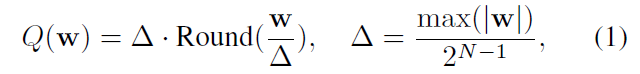 Q(w) = Δ · Round(w/Δ), Δ = max(|w|)/2^{N−1}, (1)